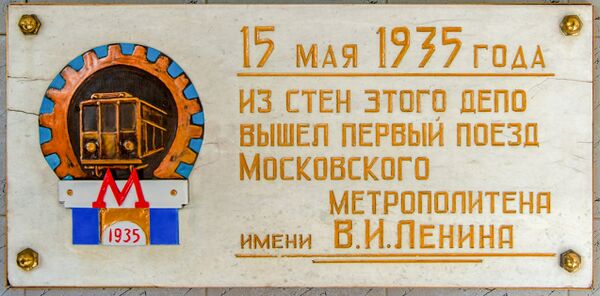 М
1935
15 МАЯ 1935 ГОДА
ИЗ СТЕН ЭТОГО ДЕПО
ВЫШЕЛ ПЕРВЫЙ ПОЕЗД
МОСКОВСКОГО
МЕТРОПОЛИТЕНА
ИМЕНИ В.И.ЛЕНИНА